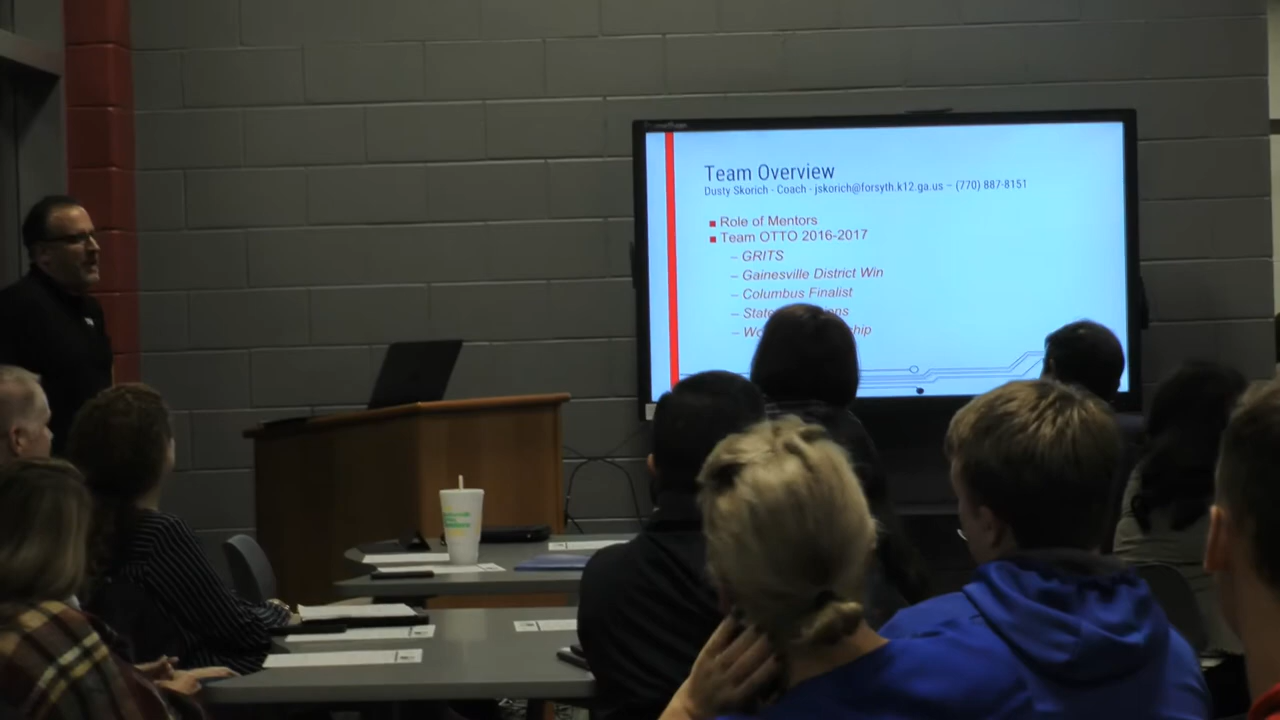 Team Overview
Dusty Skorich - Coach - jskorich@forsyth.k12.ga.us – (770) 887-8151
■ Role of Mentors
■ Team OTTO 2016-2017
– GRITS
– Gainesville District Win
– Columbus Finalist
– State